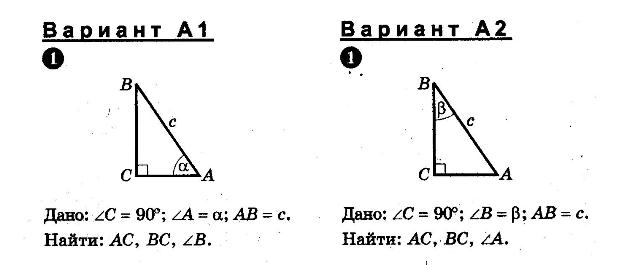 Вариант А1
1
B
c
α
C
A
Дано: ∠C = 90°; ∠A = α; AB = c.
Найти: AC, BC, ∠B.
Вариант А2
1
B
β
c
C
A
Дано: ∠C = 90°; ∠B = β; AB = c.
Найти: AC, BC, ∠A.